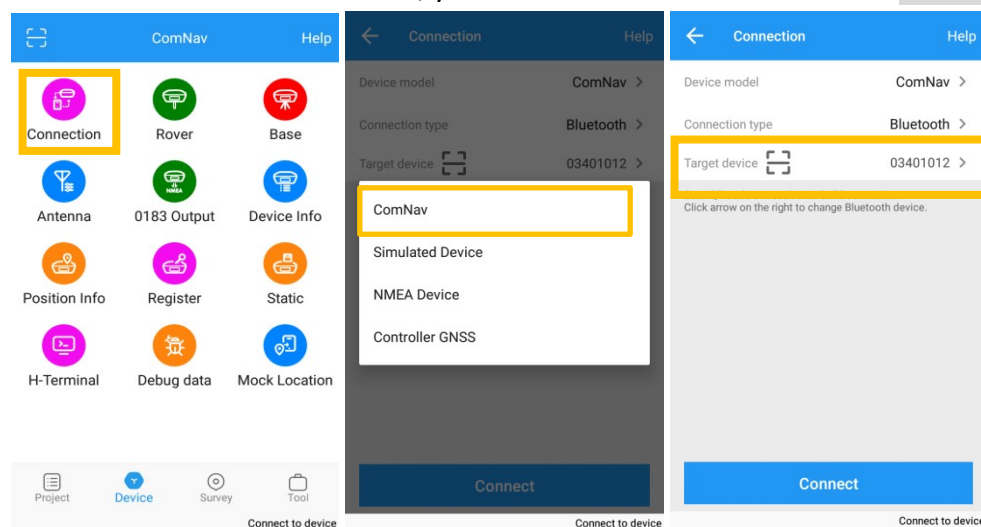 ComNav
Help
Connection
Rover
Base
Antenna
0183 Output
Device Info
Position Info
Register
Static
H-Terminal
Debug data
Mock Location
Project
Device
Survey
Tool
Connect to device
Connection
Help
Device model
ComNav >
Connection type
Bluetooth >
Target device
03401012 >
ComNav
Simulated Device
NMEA Device
Controller GNSS
Connect
Connect to device
Connection
Help
Device model
ComNav >
Connection type
Bluetooth >
Target device
03401012 >
Click arrow on the right to change Bluetooth device.
Connect
Connect to device